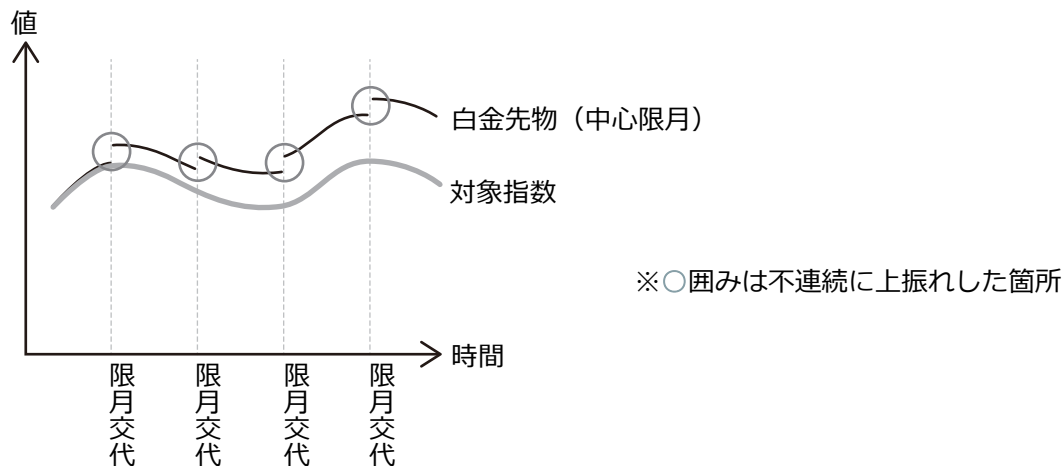 値
白金先物（中心限月）
対象指数
※○囲みは不連続に上振れした箇所
時間
限月交代
限月交代
限月交代
限月交代